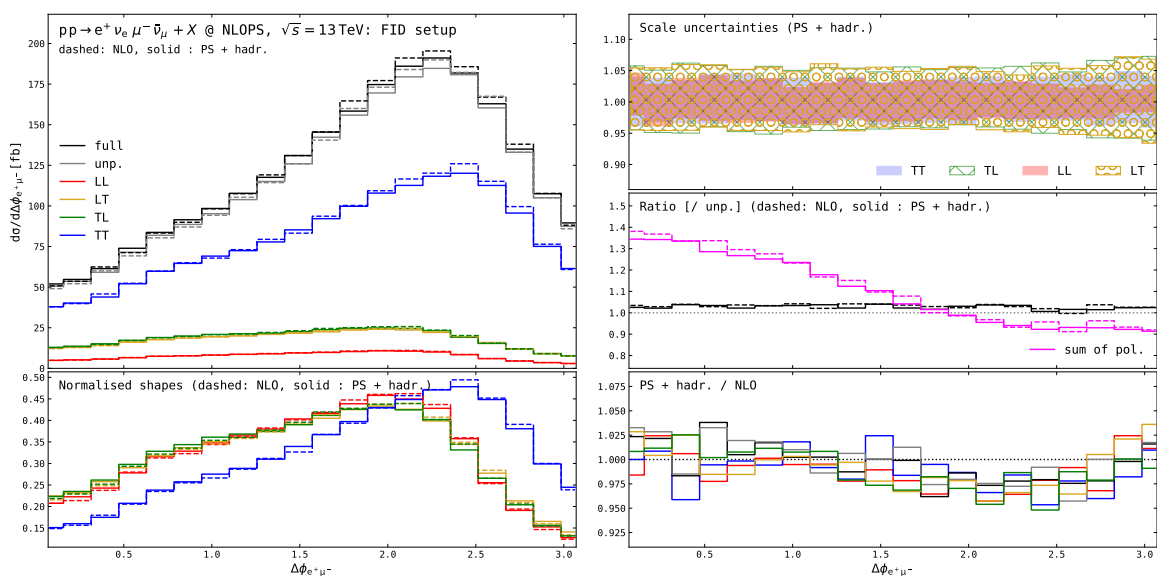 pp→e⁺ νₑ μ⁻ ν̄_μ + X @ NLOPS, √s = 13 TeV: FID setup
dashed: NLO, solid : PS + hadr.
full
unp.
LL
LT
TL
TT
dσ/dΔϕ_e⁺μ⁻ [fb]
200
175
150
125
100
75
50
25
0
Normalised shapes (dashed: NLO, solid : PS + hadr.)
0.50
0.45
0.40
0.35
0.30
0.25
0.20
0.15
0.5
1.0
1.5
2.0
2.5
3.0
Δϕ_e⁺μ⁻
Scale uncertainties (PS + hadr.)
1.10
1.05
1.00
0.95
0.90
TT
TL
LL
LT
Ratio [/ unp.] (dashed: NLO, solid : PS + hadr.)
1.5
1.4
1.3
1.2
1.1
1.0
0.9
0.8
sum of pol.
PS + hadr. / NLO
1.075
1.050
1.025
1.000
0.975
0.950
0.925
0.5
1.0
1.5
2.0
2.5
3.0
Δϕ_e⁺μ⁻